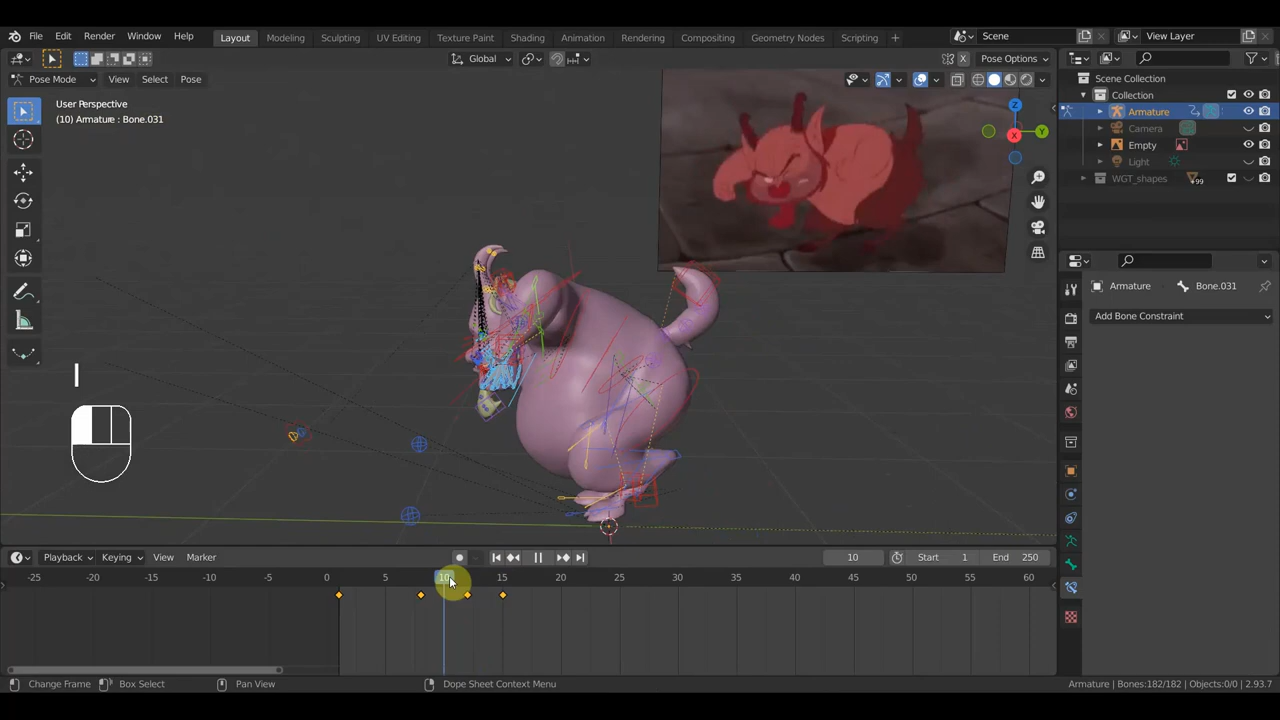 File Edit Render Window Help Layout Modeling Sculpting UV Editing Texture Paint Shading Animation Rendering Compositing Geometry Nodes Scripting + Scene View Layer
Global X Pose Options
Pose Mode View Select Pose
User Perspective
(10) Armature : Bone.031
Z
Y
X
I
Scene Collection
Collection
Armature
Camera
Empty
Light
WGT_shapes 99
Armature Bone.031
Add Bone Constraint
Playback Keying View Marker 10 Start 1 End 250
-25 -20 -15 -10 -5 0 5 10 15 20 25 30 35 40 45 50 55 60
Change Frame Box Select Pan View Dope Sheet Context Menu Armature | Bones:182/182 | Objects:0/0 | 2.93.7